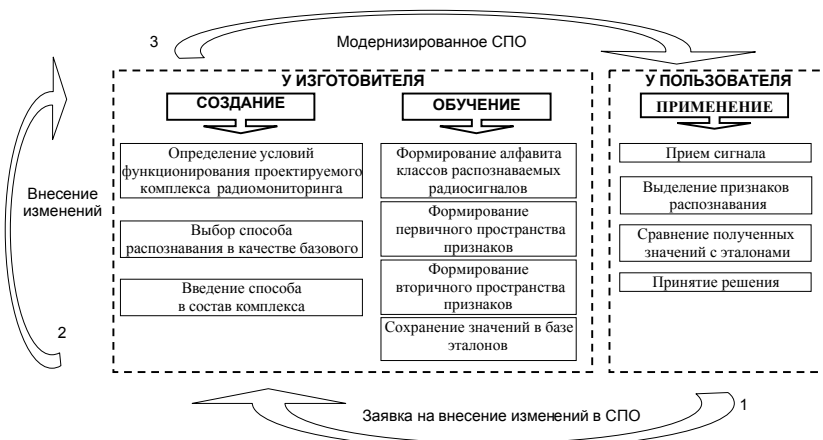 3
Модернизированное СПО
У ИЗГОТОВИТЕЛЯ
У ПОЛЬЗОВАТЕЛЯ
СОЗДАНИЕ
ОБУЧЕНИЕ
ПРИМЕНЕНИЕ
Определение условий
функционирования проектируемого
комплекса радиомониторинга
Выбор способа
распознавания в качестве базового
Введение способа
в состав комплекса
Формирование алфавита
классов распознаваемых
радиосигналов
Формирование
первичного пространства
признаков
Формирование
вторичного пространства
признаков
Сохранение значений в базе
эталонов
Прием сигнала
Выделение признаков
распознавания
Сравнение полученных
значений с эталонами
Принятие решения
Внесение
изменений
2
Заявка на внесение изменений в СПО
1